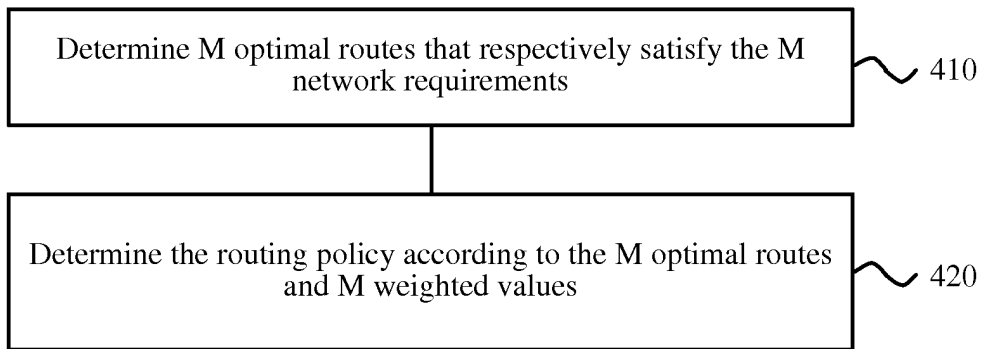 Determine M optimal routes that respectively satisfy the M
network requirements
410
Determine the routing policy according to the M optimal routes
and M weighted values
420